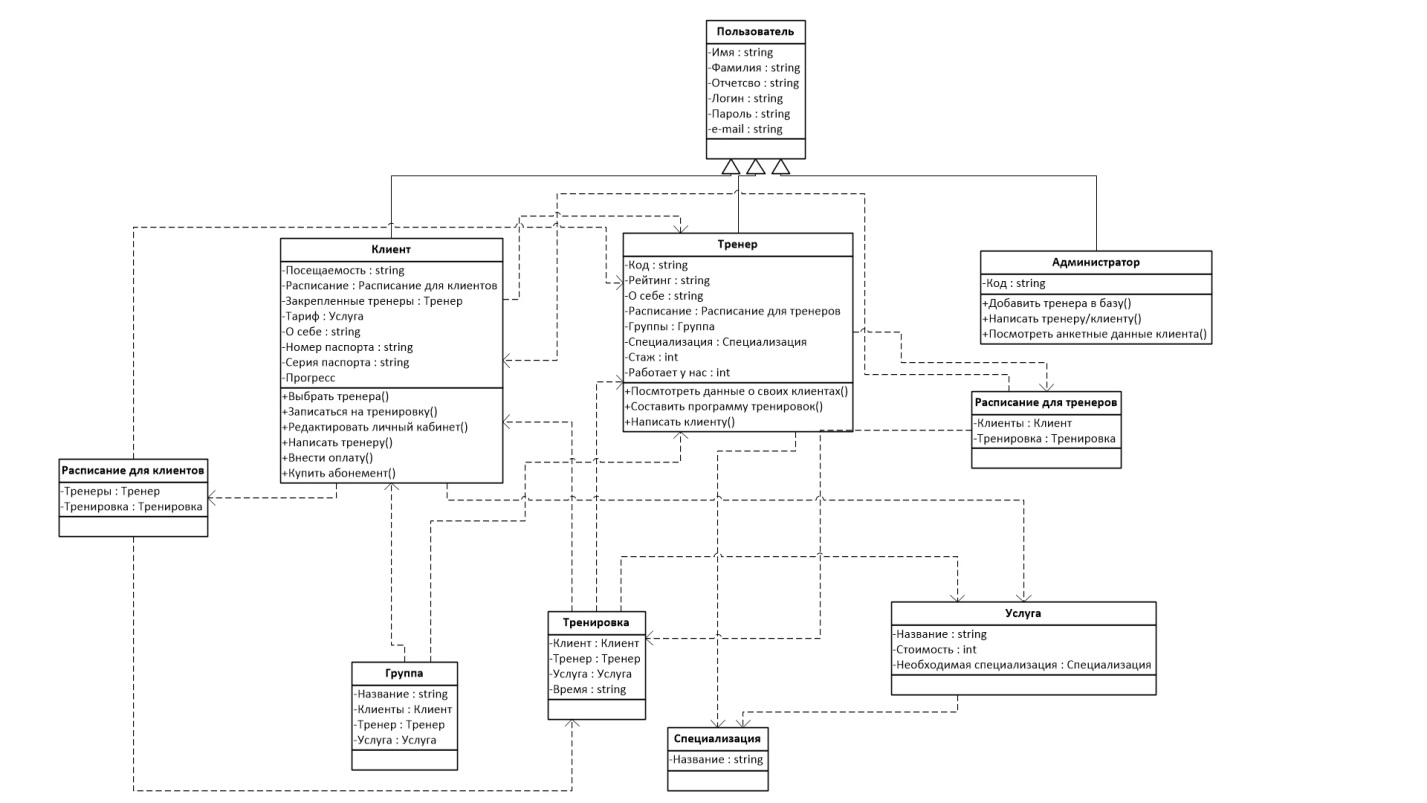 Пользователь
-Имя : string
-Фамилия : string
-Отчетсво : string
-Логин : string
-Пароль : string
-e-mail : string
Клиент
-Посещаемость : string
-Расписание : Расписание для клиентов
-Закрепленные тренеры : Тренер
-Тариф : Услуга
-О себе : string
-Номер паспорта : string
-Серия паспорта : string
-Прогресс
+Выбрать тренера()
+Записаться на тренировку()
+Редактировать личный кабинет()
+Написать тренеру()
+Внести оплату()
+Купить абонемент()
Тренер
-Код : string
-Рейтинг : string
-О себе : string
-Расписание : Расписание для тренеров
-Группы : Группа
-Специализация : Специализация
-Стаж : int
-Работает у нас : int
+Посмтотреть данные о своих клиентах()
+Составить программу тренировок()
+Написать клиенту()
Администратор
-Код : string
+Добавить тренера в базу()
+Написать тренеру/клиенту()
+Посмотреть анкетные данные клиента()
Расписание для тренеров
-Клиенты : Клиент
-Тренировка : Тренировка
Расписание для клиентов
-Тренеры : Тренер
-Тренировка : Тренировка
Тренировка
-Клиент : Клиент
-Тренер : Тренер
-Услуга : Услуга
-Время : string
Услуга
-Название : string
-Стоимость : int
-Необходимая специализация : Специализация
Группа
-Название : string
-Клиенты : Клиент
-Тренер : Тренер
-Услуга : Услуга
Специализация
-Название : string